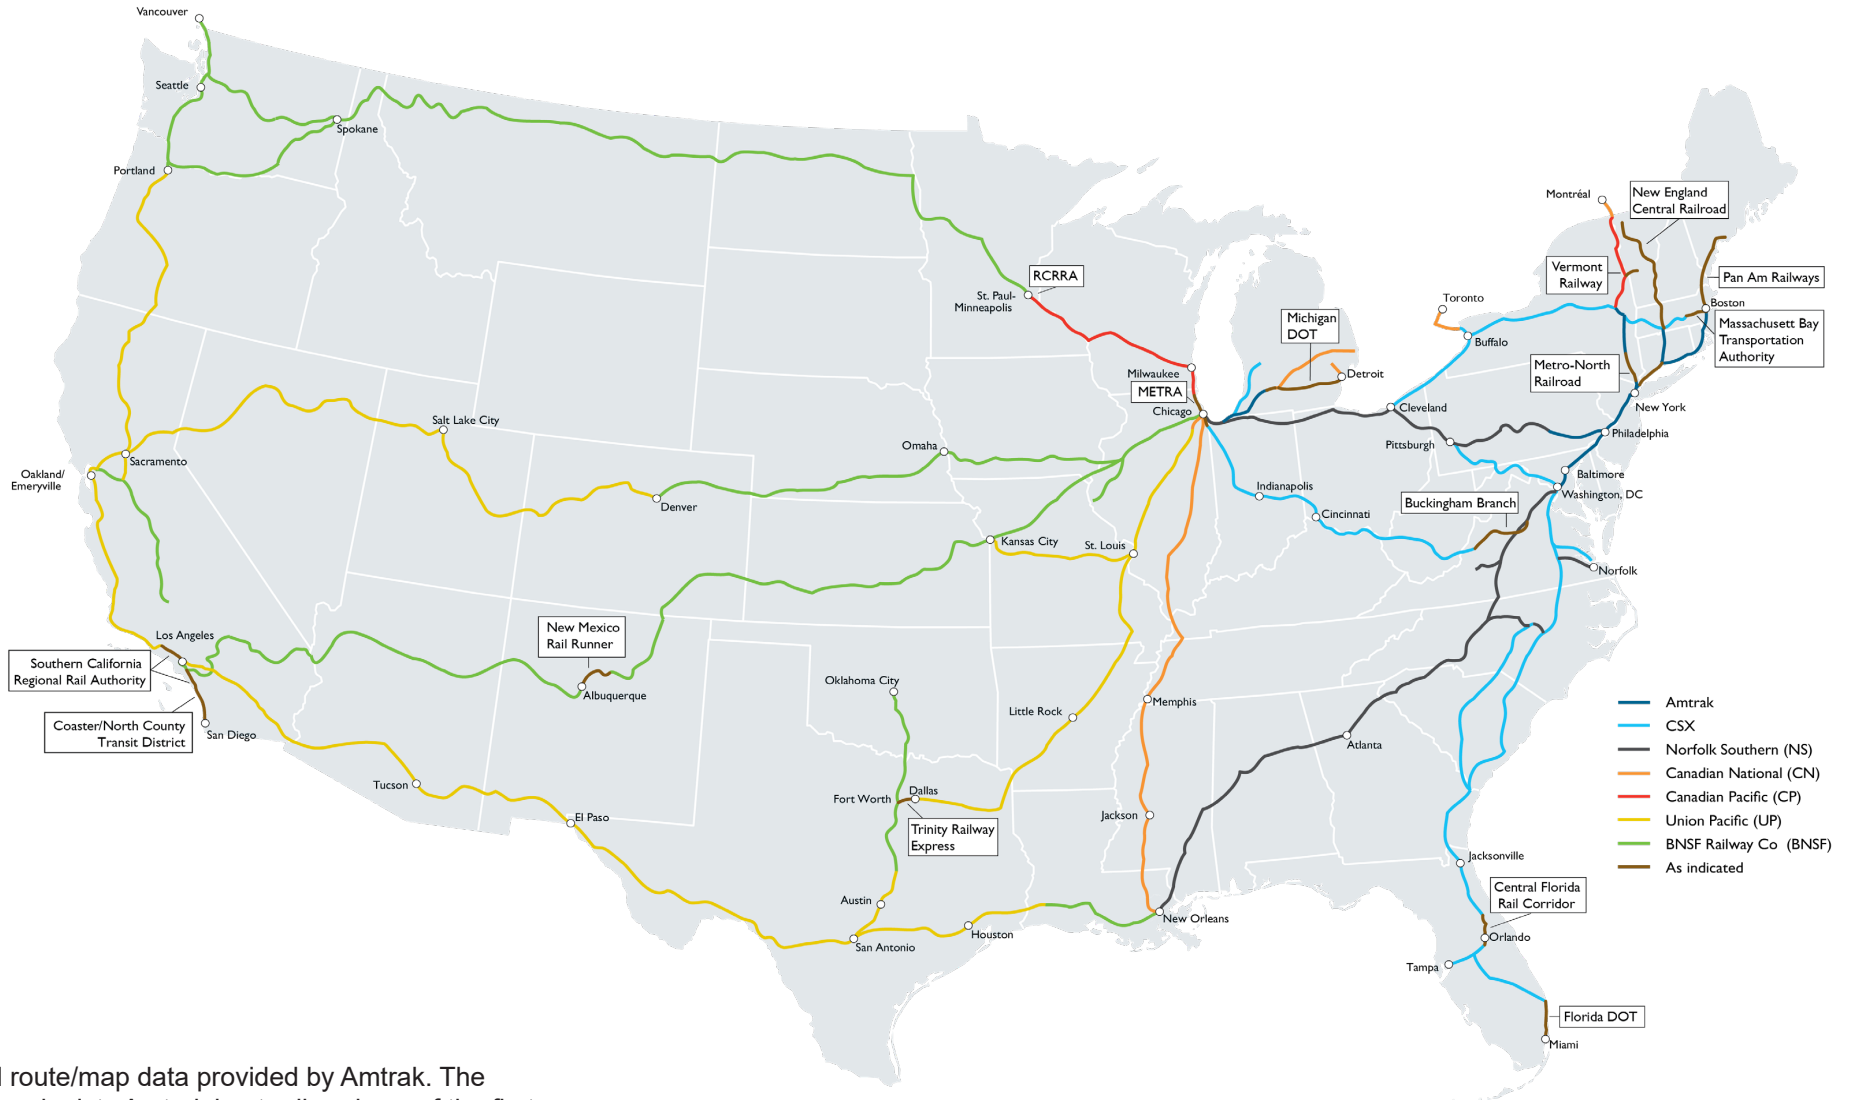 Vancouver
Seattle
Spokane
Portland
Montréal
New England
Central Railroad
RCRRA
St. Paul-
Minneapolis
Vermont
Railway
Pan Am Railways
Toronto
Boston
Michigan
DOT
Massachusett Bay
Transportation
Authority
Buffalo
Metro-North
Railroad
Milwaukee
Detroit
METRA
Chicago
Cleveland
New York
Salt Lake City
Philadelphia
Omaha
Pittsburgh
Sacramento
Oakland/
Emeryville
Baltimore
Indianapolis
Washington, DC
Denver
Buckingham Branch
Cincinnati
Kansas City
St. Louis
Norfolk
New Mexico
Rail Runner
Los Angeles
Southern California
Regional Rail Authority
Oklahoma City
Albuquerque
Memphis
Little Rock
Amtrak
Coaster/North County
Transit District
San Diego
CSX
Atlanta
Norfolk Southern (NS)
Canadian National (CN)
Tucson
Dallas
Fort Worth
Canadian Pacific (CP)
El Paso
Jackson
Union Pacific (UP)
Trinity Railway
Express
BNSF Railway Co (BNSF)
Jacksonville
As indicated
Central Florida
Rail Corridor
Austin
New Orleans
Houston
Orlando
San Antonio
Tampa
Florida DOT
Miami
route/map data provided by Amtrak. The